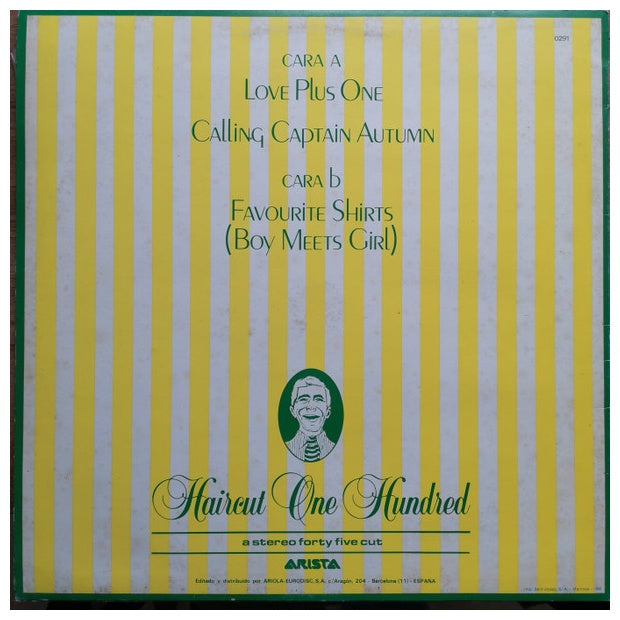 0291
CARA A
LOVE PLUS ONE
CALLING CAPTAIN AUTUMN
CARA b
FAVOURITE SHIRTS
(BOY MEETS GIRL)
Haircut One Hundred
a stereo forty five cut
ARISTA
Editado y distribuido por ARIOLA-EURODISC, S.A. c/Aragón, 204 - Barcelona (11) - ESPAÑA